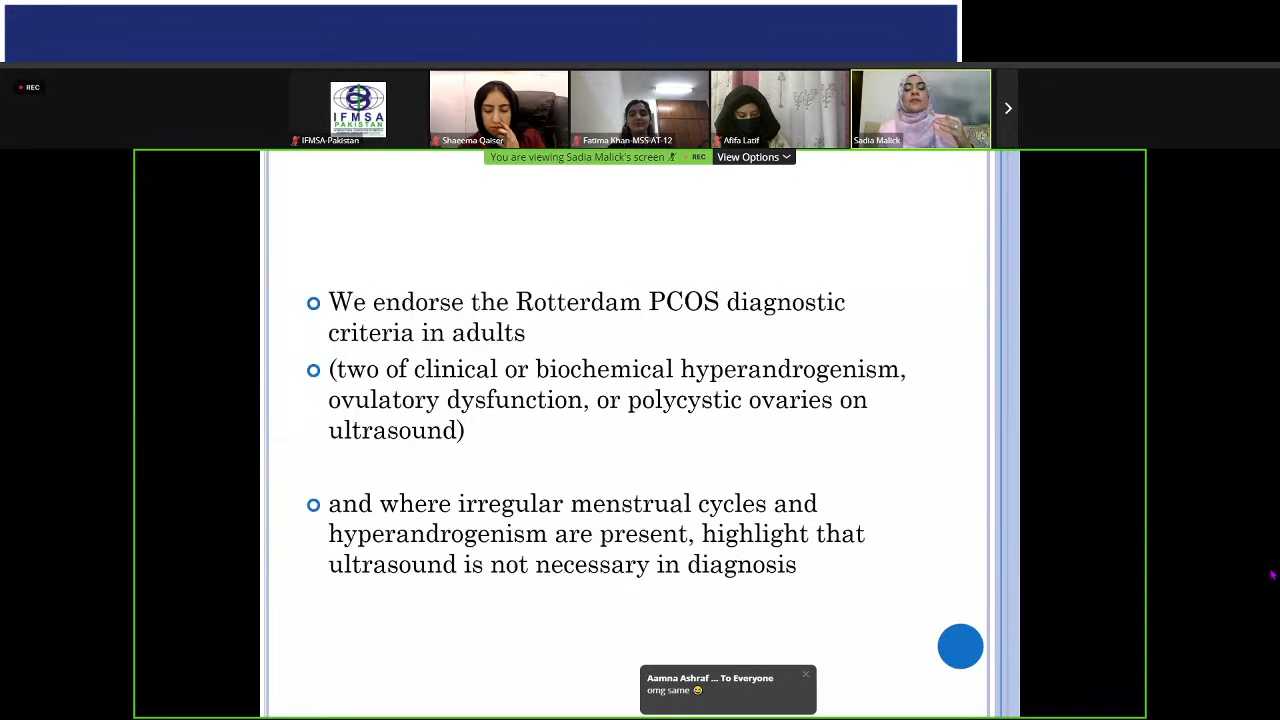 REC
IFMSA
PAKISTAN
IFMSA-Pakistan
Shaeema Qaiser
Fatima Khan-MSS-AT-12
Afifa Latif
Sadia Malick
You are viewing Sadia Malick's screen
REC
View Options
We endorse the Rotterdam PCOS diagnostic
criteria in adults
(two of clinical or biochemical hyperandrogenism,
ovulatory dysfunction, or polycystic ovaries on
ultrasound)
and where irregular menstrual cycles and
hyperandrogenism are present, highlight that
ultrasound is not necessary in diagnosis
Aamna Ashraf ... To Everyone
omg same 😂